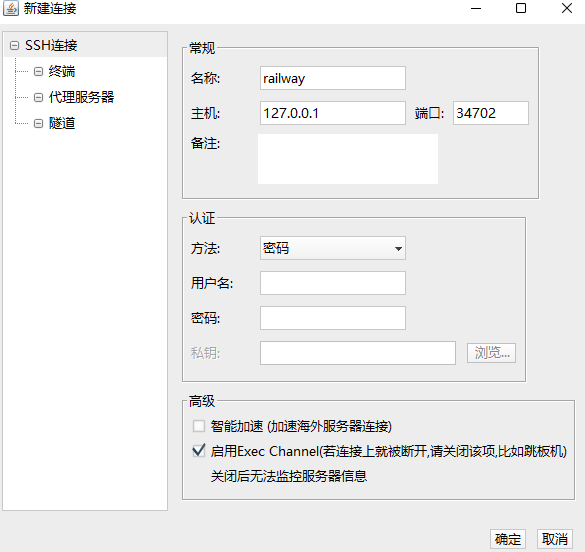 新建连接
SSH连接
终端
代理服务器
隧道
常规
名称: railway
主机: 127.0.0.1 端口: 34702
备注:
认证
方法: 密码
用户名:
密码:
私钥: 浏览...
高级
智能加速 (加速海外服务器连接)
启用Exec Channel(若连接上就被断开,请关闭该项,比如跳板机)
关闭后无法监控服务器信息
确定 取消